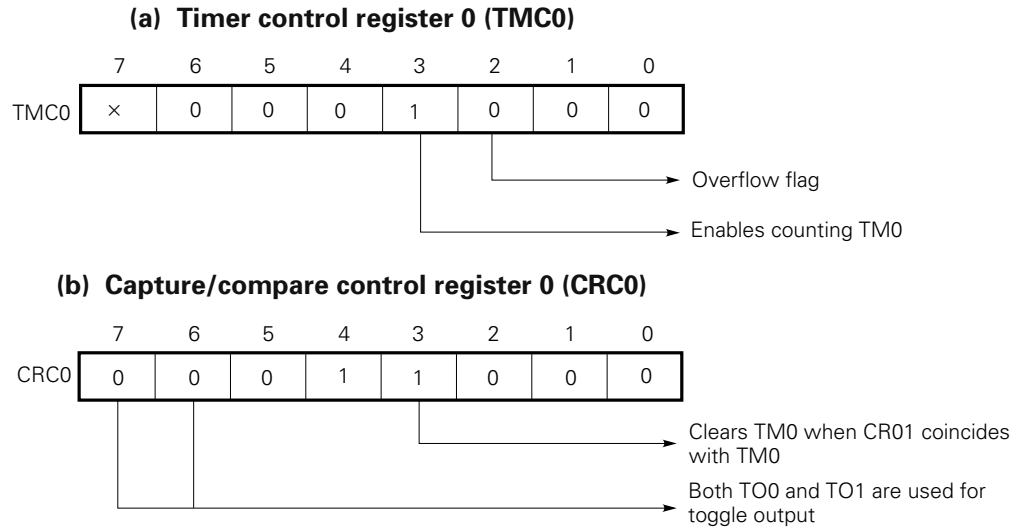 (a) Timer control register 0 (TMC0)
7 6 5 4 3 2 1 0
TMC0 × 0 0 0 1 0 0 0
Overflow flag
Enables counting TM0
(b) Capture/compare control register 0 (CRC0)
7 6 5 4 3 2 1 0
CRC0 0 0 0 1 1 0 0 0
Clears TM0 when CR01 coincides
with TM0
Both TO0 and TO1 are used for
toggle output